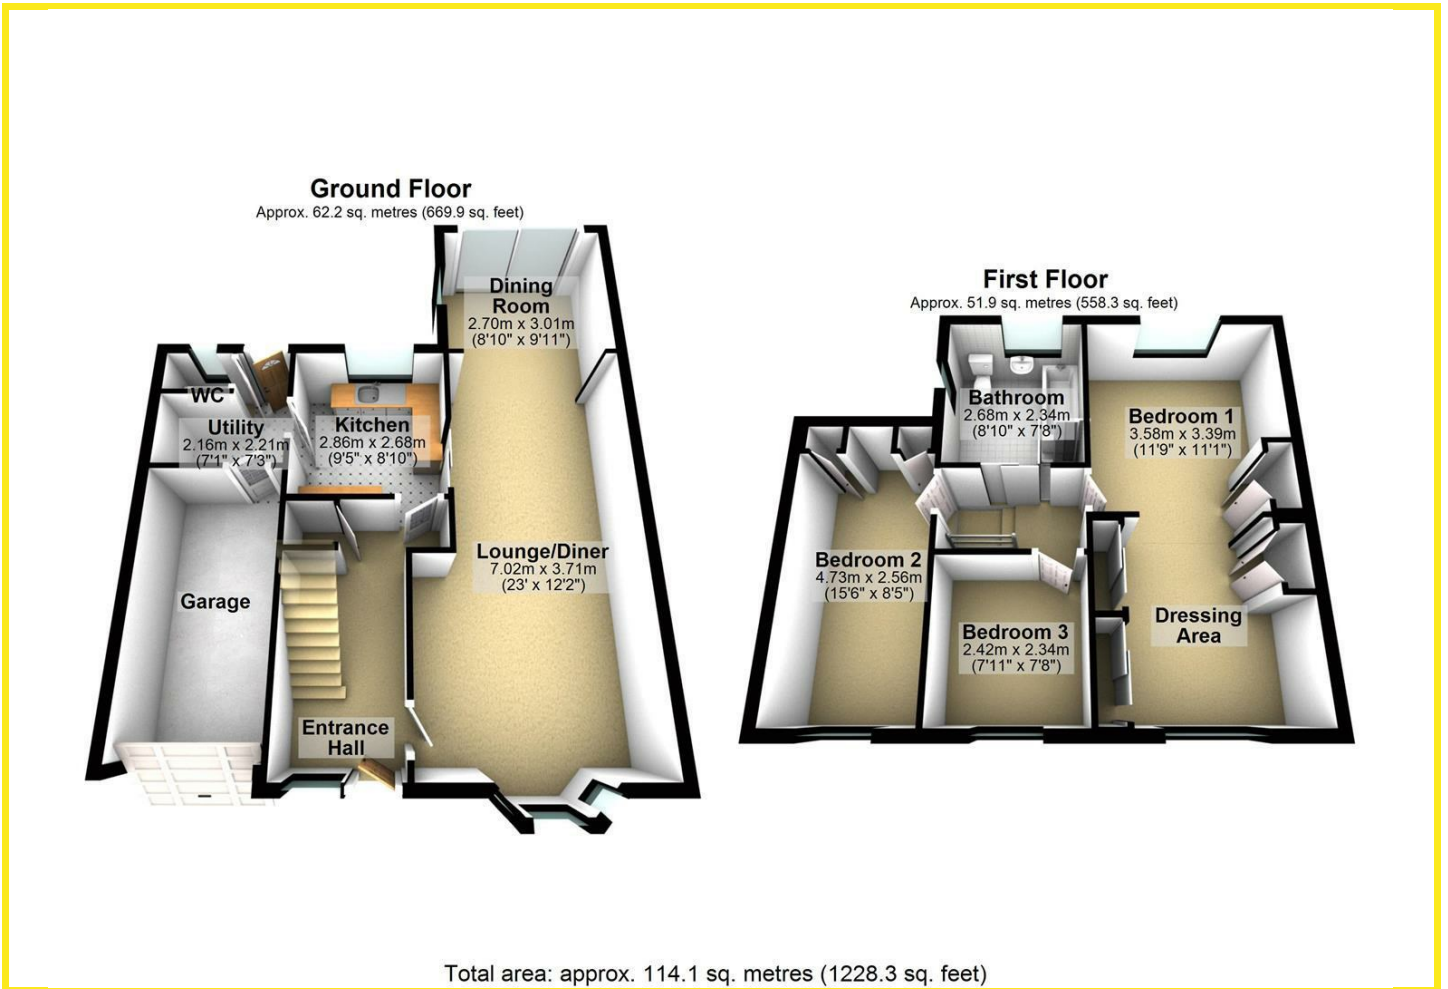 Ground Floor
Approx. 62.2 sq. metres (669.9 sq. feet)
Dining
Room
2.70m x 3.01m
(8'10" x 9'11")
WC
Utility
2.16m x 2.21m
(7'1" x 7'3")
Kitchen
2.86m x 2.68m
(9'5" x 8'10")
Lounge/Diner
7.02m x 3.71m
(23' x 12'2")
Garage
Entrance
Hall
First Floor
Approx. 51.9 sq. metres (558.3 sq. feet)
Bathroom
2.68m x 2.34m
(8'10" x 7'8")
Bedroom 1
3.58m x 3.39m
(11'9" x 11'1")
Bedroom 2
4.73m x 2.56m
(15'6" x 8'5")
Bedroom 3
2.42m x 2.34m
(7'11" x 7'8")
Dressing
Area
Total area: approx. 114.1 sq. metres (1228.3 sq. feet)